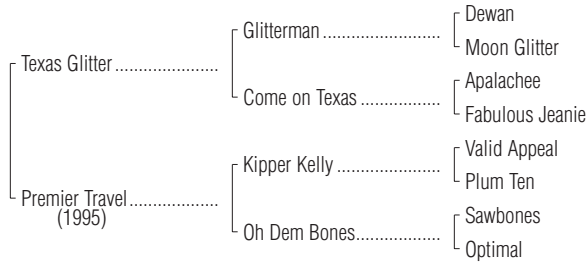 Dewan
Glitterman
Moon Glitter
Texas Glitter
Apalachee
Come on Texas
Fabulous Jeanie
Valid Appeal
Kipper Kelly
Plum Ten
Premier Travel
(1995)
Sawbones
Oh Dem Bones
Optimal